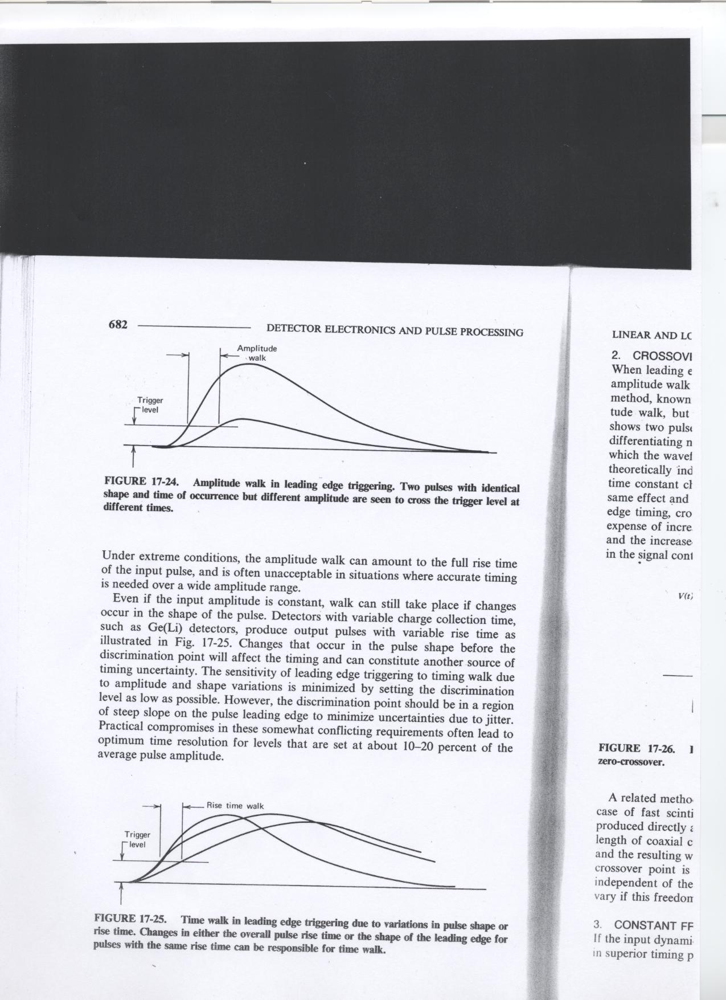 682
DETECTOR ELECTRONICS AND PULSE PROCESSING
Amplitude
walk
Trigger
level
FIGURE 17-24. Amplitude walk in leading edge triggering. Two pulses with identical
shape and time of occurrence but different amplitude are seen to cross the trigger level at
different times.
Under extreme conditions, the amplitude walk can amount to the full rise time
of the input pulse, and is often unacceptable in situations where accurate timing
is needed over a wide amplitude range.
Even if the input amplitude is constant, walk can still take place if changes
occur in the shape of the pulse. Detectors with variable charge collection time,
such as Ge(Li) detectors, produce output pulses with variable rise time as
illustrated in Fig. 17-25. Changes that occur in the pulse shape before the
discrimination point will affect the timing and can constitute another source of
timing uncertainty. The sensitivity of leading edge triggering to timing walk due
to amplitude and shape variations is minimized by setting the discrimination
level as low as possible. However, the discrimination point should be in a region
of steep slope on the pulse leading edge to minimize uncertainties due to jitter.
Practical compromises in these somewhat conflicting requirements often lead to
optimum time resolution for levels that are set at about 10–20 percent of the
average pulse amplitude.
Rise time walk
Trigger
level
FIGURE 17-25. Time walk in leading edge triggering due to variations in pulse shape or
rise time. Changes in either the overall pulse rise time or the shape of the leading edge for
pulses with the same rise time can be responsible for time walk.
LINEAR AND
2. CROSSOV
When leading
amplitude walk
method, known
tude walk, but
shows two
differentiating
which the
theoretically
time constant
same effect and
edge timing,
expense of
and the increase
in the signal
V(t)
FIGURE 17-26.
zero-crossover.
A related
case of fast
produced directly
length of coaxial
and the resulting
crossover point is
independent of the
vary if this
3. CONSTANT
If the input
in superior timing